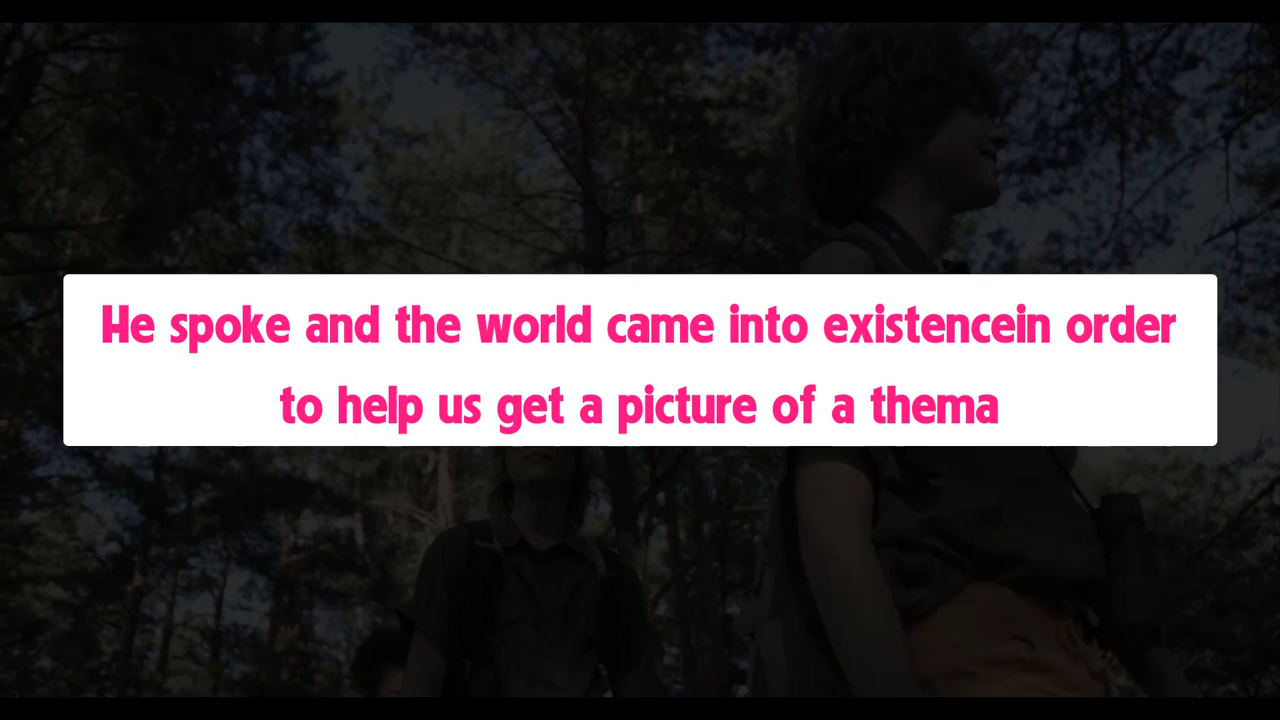 He spoke and the world came into existencein order
to help us get a picture of a thema